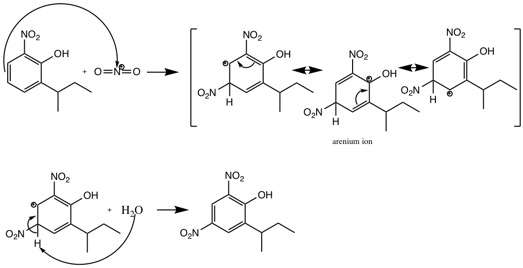 NO₂
OH
+ O=N=O
NO₂
OH
O₂N
H
NO₂
OH
O₂N
H
NO₂
OH
O₂N
H
arenium ion
NO₂
OH
O₂N
H
+ H₂O
NO₂
OH
O₂N